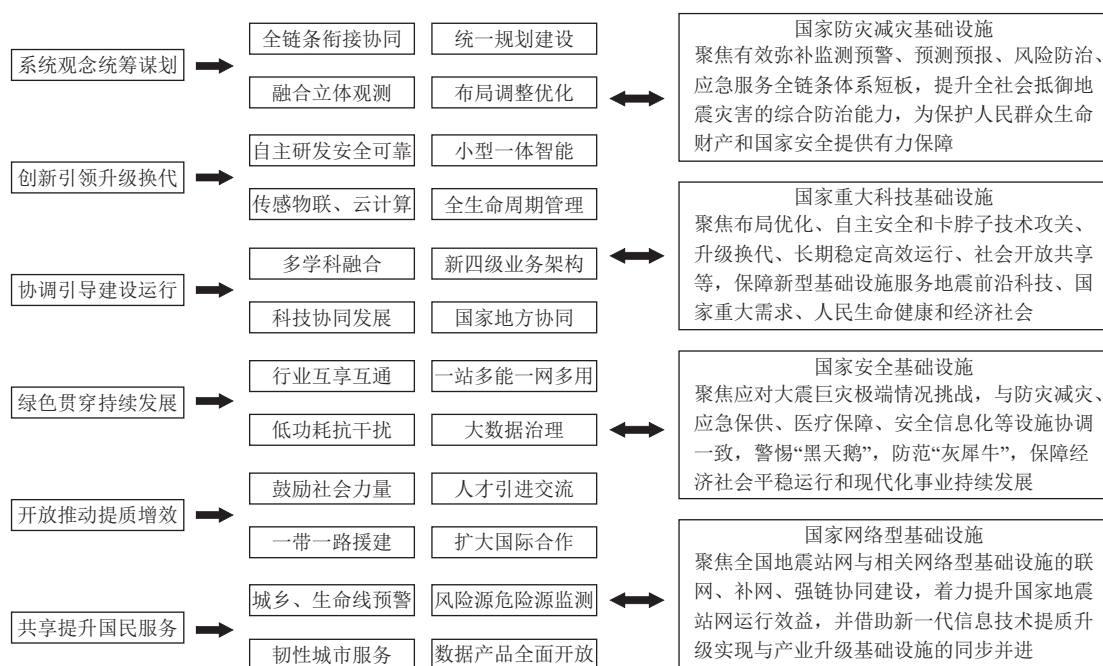 系统观念统筹谋划
全链条衔接协同
统一规划建设
融合立体观测
布局调整优化
创新引领升级换代
自主研发安全可靠
小型一体智能
传感物联、云计算
全生命周期管理
协调引导建设运行
多学科融合
新四级业务架构
科技协同发展
国家地方协同
绿色贯穿持续发展
行业互享互通
一站多能一网多用
低功耗抗干扰
大数据治理
开放推动提质增效
鼓励社会力量
人才引进交流
一带一路援建
扩大国际合作
共享提升国民服务
城乡、生命线预警
风险源危险源监测
韧性城市服务
数据产品全面开放
国家防灾减灾基础设施
聚焦有效弥补监测预警、预测预报、风险防治、
应急服务全链条体系短板，提升全社会抵御地
震灾害的综合防治能力，为保护人民群众生命
财产和国家安全提供有力保障
国家重大科技基础设施
聚焦布局优化、自主安全和卡脖子技术攻关、
升级换代、长期稳定高效运行、社会开放共享
等，保障新型基础设施服务地震前沿科技、国
家重大需求、人民生命健康和经济社会
国家安全基础设施
聚焦应对大震巨灾极端情况挑战，与防灾减灾、
应急保供、医疗保障、安全信息化等设施协调
一致，警惕“黑天鹅”，防范“灰犀牛”，保障经
济社会平稳运行和现代化事业持续发展
国家网络型基础设施
聚焦全国地震站网与相关网络型基础设施的联
网、补网、强链协同建设，着力提升国家地震
站网运行效益，并借助新一代信息技术提质升
级实现与产业升级基础设施的同步并进